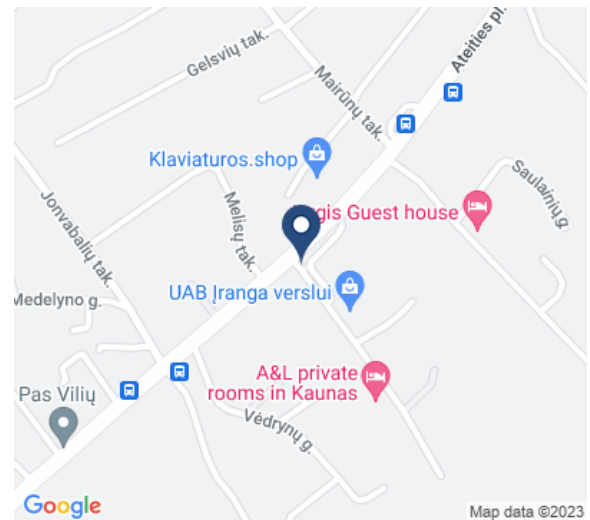 Gelsvių tak.
Mairūnų tak.
Ateities pl.
Klaviaturos.shop
Saulainių g.
Jonvabalių tak.
Melisų tak.
gis Guest house
Medelyno g.
UAB Įranga verslui
A&L private
rooms in Kaunas
Pas Vilių
Vėdrynų g.
Google
Map data ©2023